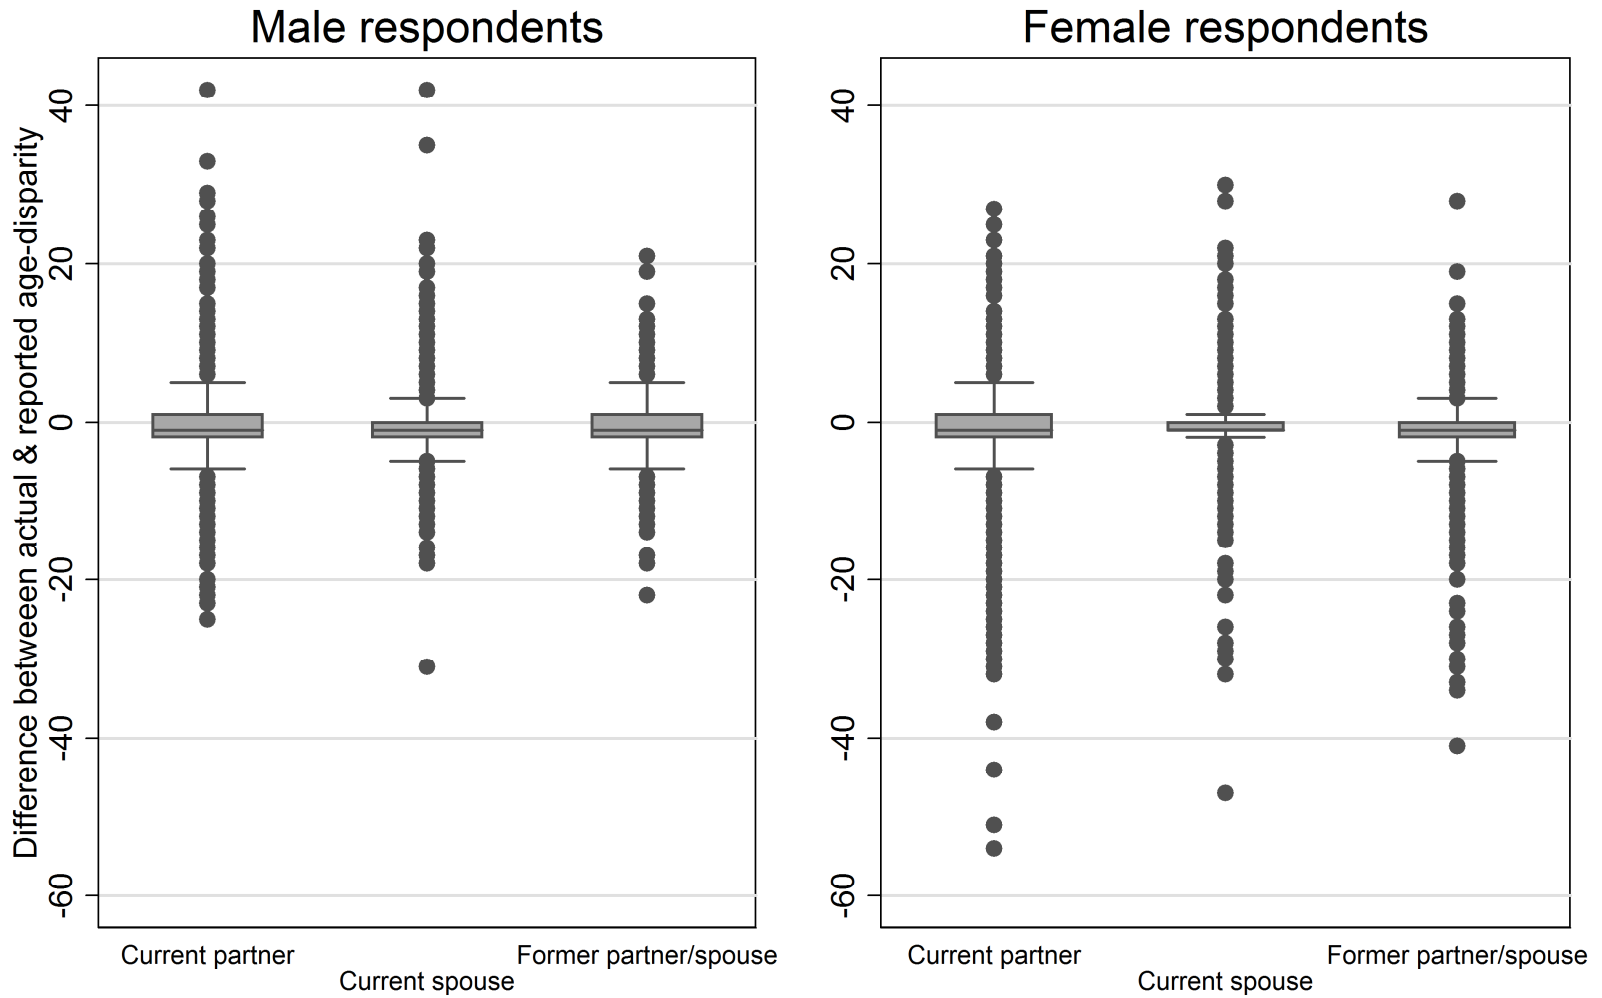 Male respondents
Female respondents
Difference betweeen actual & reported age-disparity
40
20
0
-20
-40
-60
40
20
0
-20
-40
-60
Current partner
Current spouse
Former partner/spouse
Current partner
Current spouse
Former partner/spouse